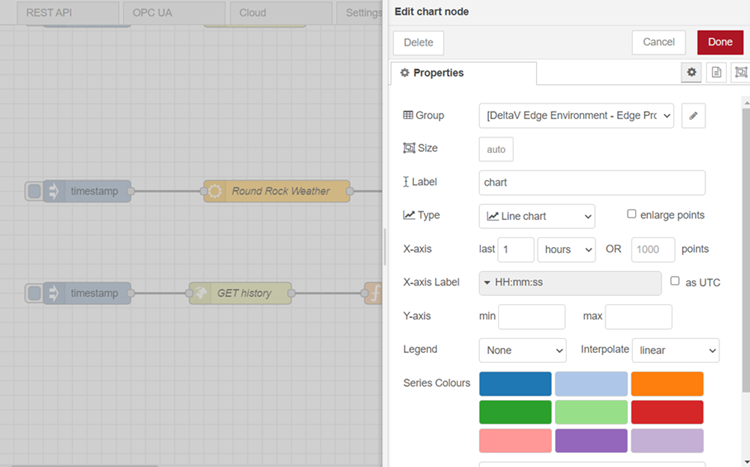 REST API
OPC UA
Cloud
Settings
timestamp
Round Rock Weather
timestamp
GET history
f
Edit chart node
Delete
Cancel
Done
Properties
Group [DeltaV Edge Environment - Edge Pro
Size auto
Label chart
Type Line chart enlarge points
X-axis last 1 hours OR 1000 points
X-axis Label HH:mm:ss as UTC
Y-axis min max
Legend None Interpolate linear
Series Colours